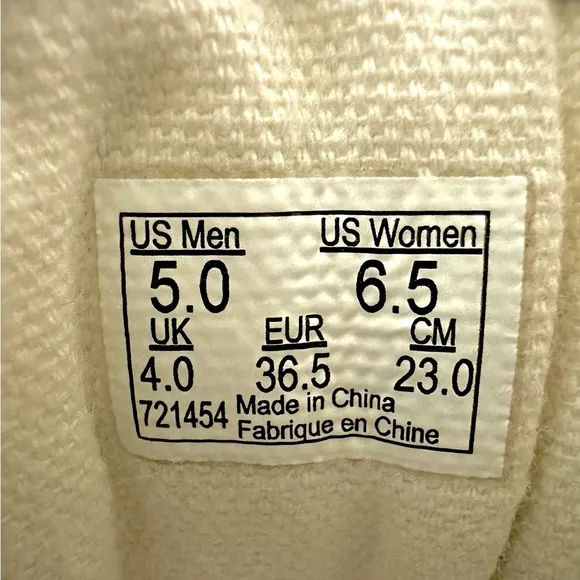 US Men US Women
5.0 6.5
UK EUR CM
4.0 36.5 23.0
721454 Made in China
Fabrique en Chine